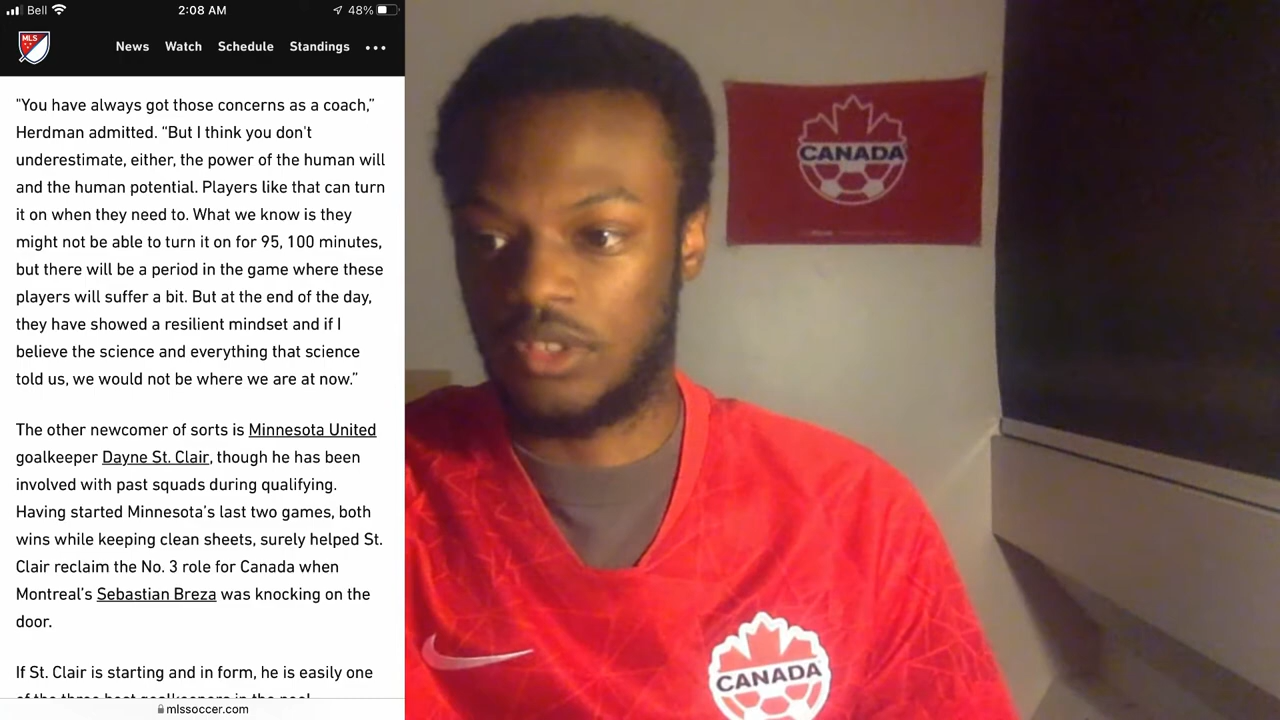 Bell
2:08 AM
48%
MLS
News Watch Schedule Standings
"You have always got those concerns as a coach,”
Herdman admitted. “But I think you don't
underestimate, either, the power of the human will
and the human potential. Players like that can turn
it on when they need to. What we know is they
might not be able to turn it on for 95, 100 minutes,
but there will be a period in the game where these
players will suffer a bit. But at the end of the day,
they have showed a resilient mindset and if I
believe the science and everything that science
told us, we would not be where we are at now.”
The other newcomer of sorts is Minnesota United
goalkeeper Dayne St. Clair, though he has been
involved with past squads during qualifying.
Having started Minnesota’s last two games, both
wins while keeping clean sheets, surely helped St.
Clair reclaim the No. 3 role for Canada when
Montreal’s Sebastian Breza was knocking on the
door.
If St. Clair is starting and in form, he is easily one
of the three best goalkeepers in the pool
mlssoccer.com
CANADA
CANADA